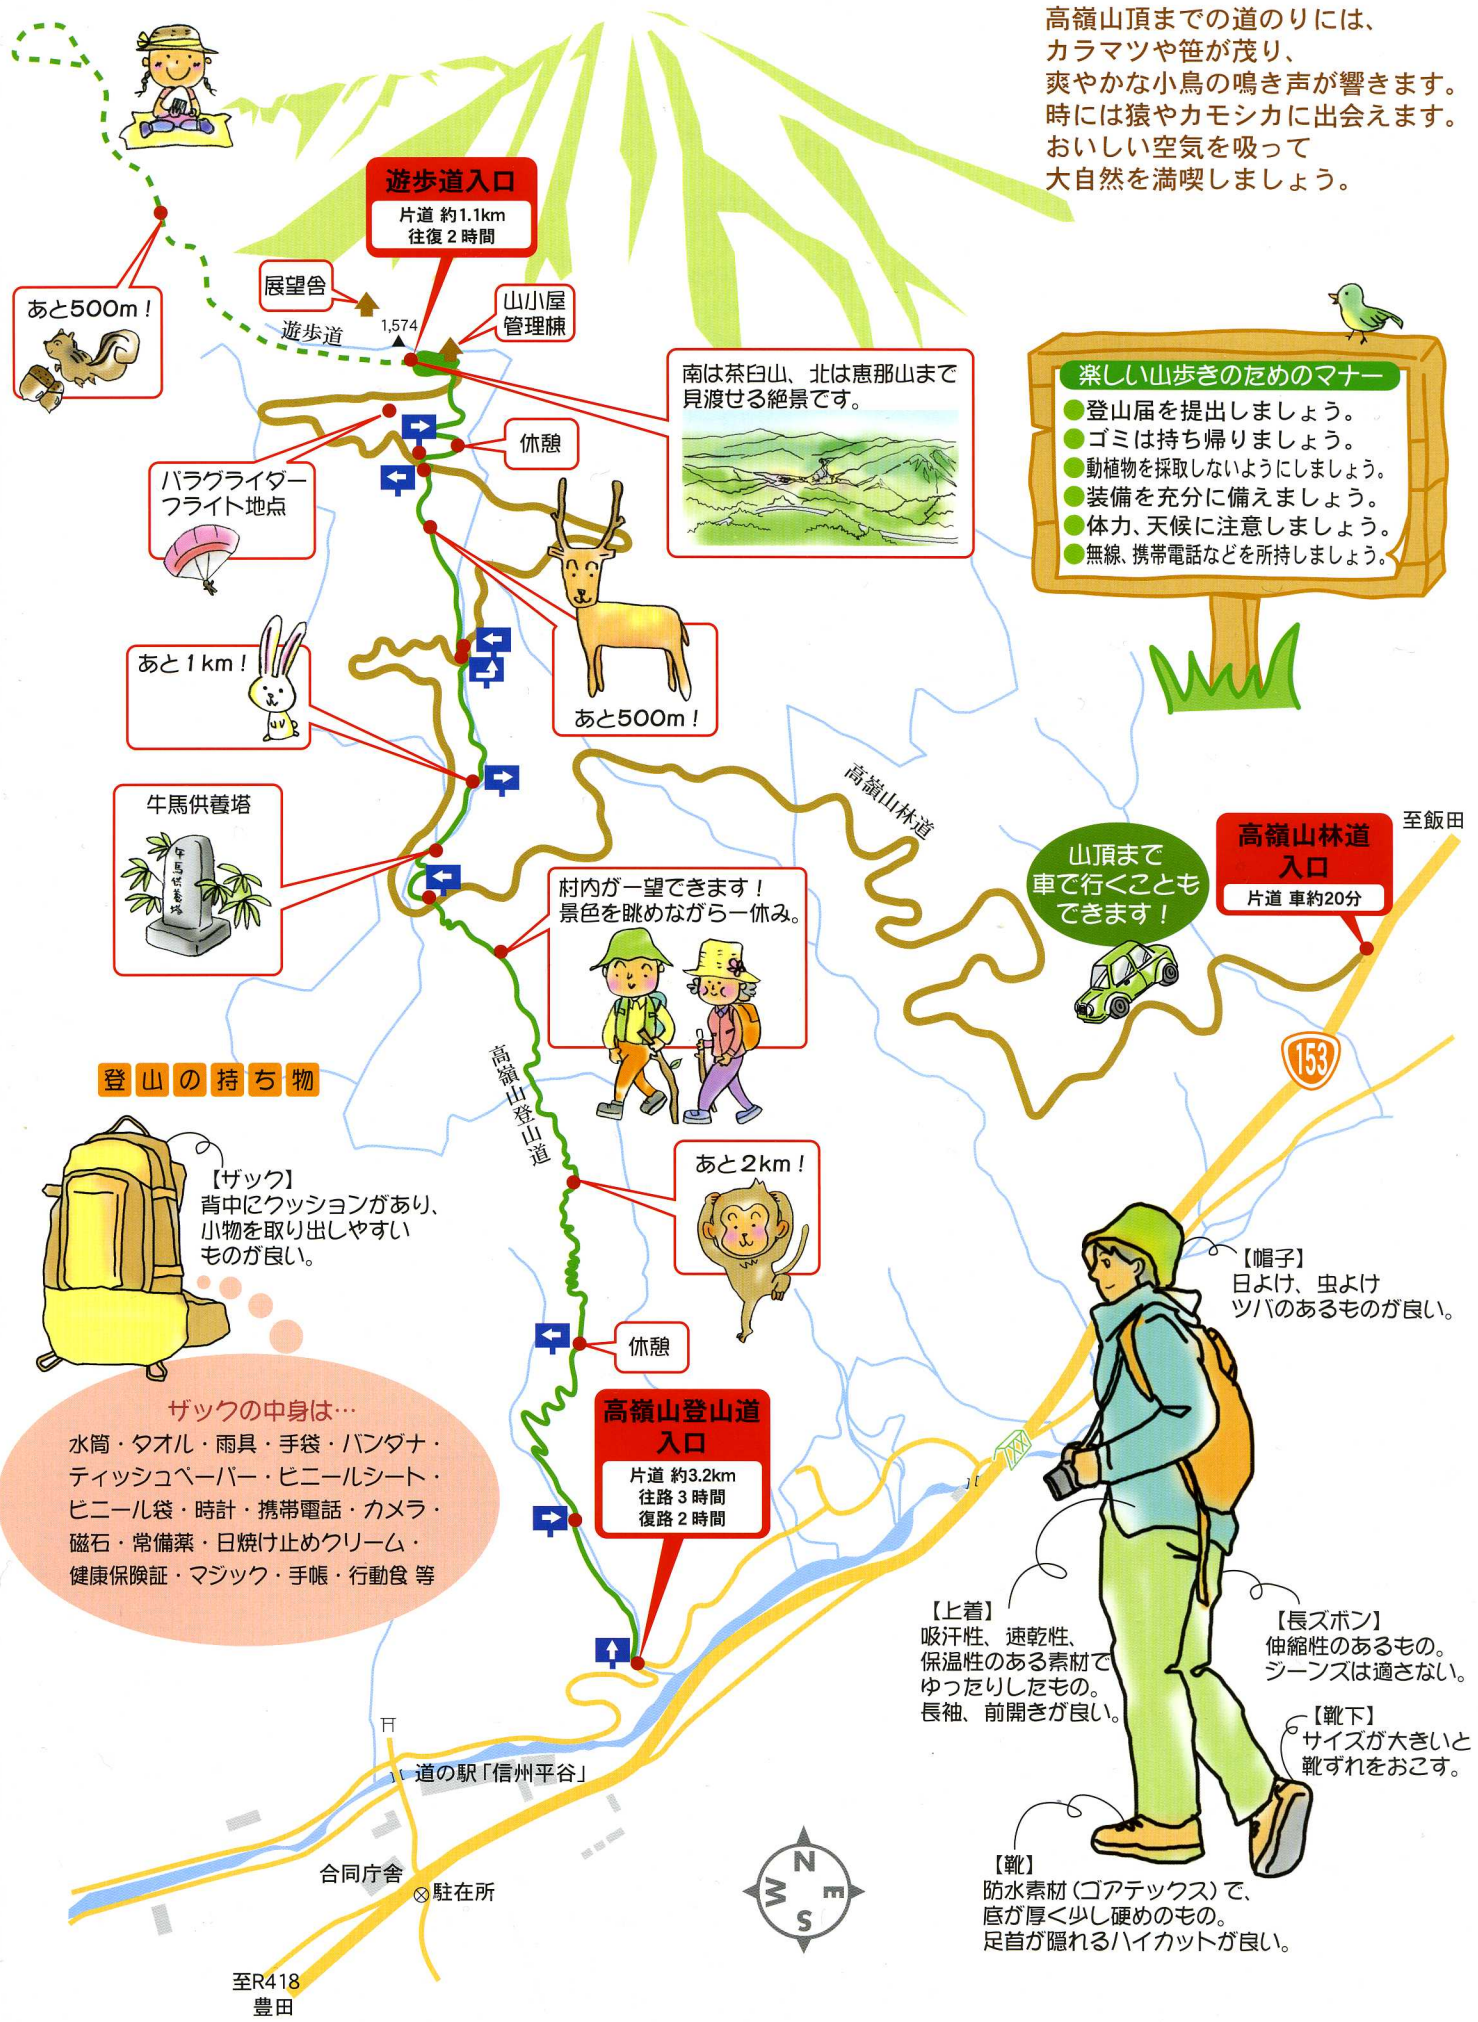 高嶺山頂までの道のりには、
カラマツや笹が茂り、
爽やかな小鳥の鳴き声が響きます。
時には猿やカモシカに出会えます。
おいしい空気を吸って
大自然を満喫しましょう。
遊歩道入口
片道 約1.1km
往復2時間
展望舎
山小屋
管理棟
あと500m!
遊歩道
1,574
南は茶臼山、北は恵那山まで
見渡せる絶景です。
楽しい山歩きのためのマナー
●登山届を提出しましょう。
●ゴミは持ち帰りましょう。
●動植物を採取しないようにしましょう。
●装備を充分に備えましょう。
●体力、天候に注意しましょう。
●無線、携帯電話などを所持しましょう。
休憩
パラグライダー
フライト地点
あと1km!
あと500m!
牛馬供養塔
牛馬供養塔
高嶺山林道
山頂まで
車で行くことも
できます!
高嶺山林道
入口
片道 車約20分
至飯田
村内が一望できます!
景色を眺めながら一休み。
153
高嶺山登山道
登山の持ち物
【ザック】
背中にクッションがあり、
小物を取り出しやすい
ものが良い。
あと2km!
【帽子】
日よけ、虫よけ
ツバのあるものが良い。
休憩
ザックの中身は…
水筒・タオル・雨具・手袋・バンダナ・
ティッシュペーパー・ビニールシート・
ビニール袋・時計・携帯電話・カメラ・
磁石・常備薬・日焼け止めクリーム・
健康保険証・マジック・手帳・行動食 等
高嶺山登山道
入口
片道 約3.2km
往路3時間
復路2時間
【上着】
吸汗性、速乾性、
保温性のある素材で
ゆったりしたもの。
長袖、前開きが良い。
【長ズボン】
伸縮性のあるもの。
ジーンズは適さない。
【靴下】
サイズが大きいと
靴ずれをおこす。
道の駅「信州平谷」
合同庁舎
駐在所
N
E
S
W
【靴】
防水素材(ゴアテックス)で、
底が厚く少し硬めのもの。
足首が隠れるハイカットが良い。
至R418
豊田